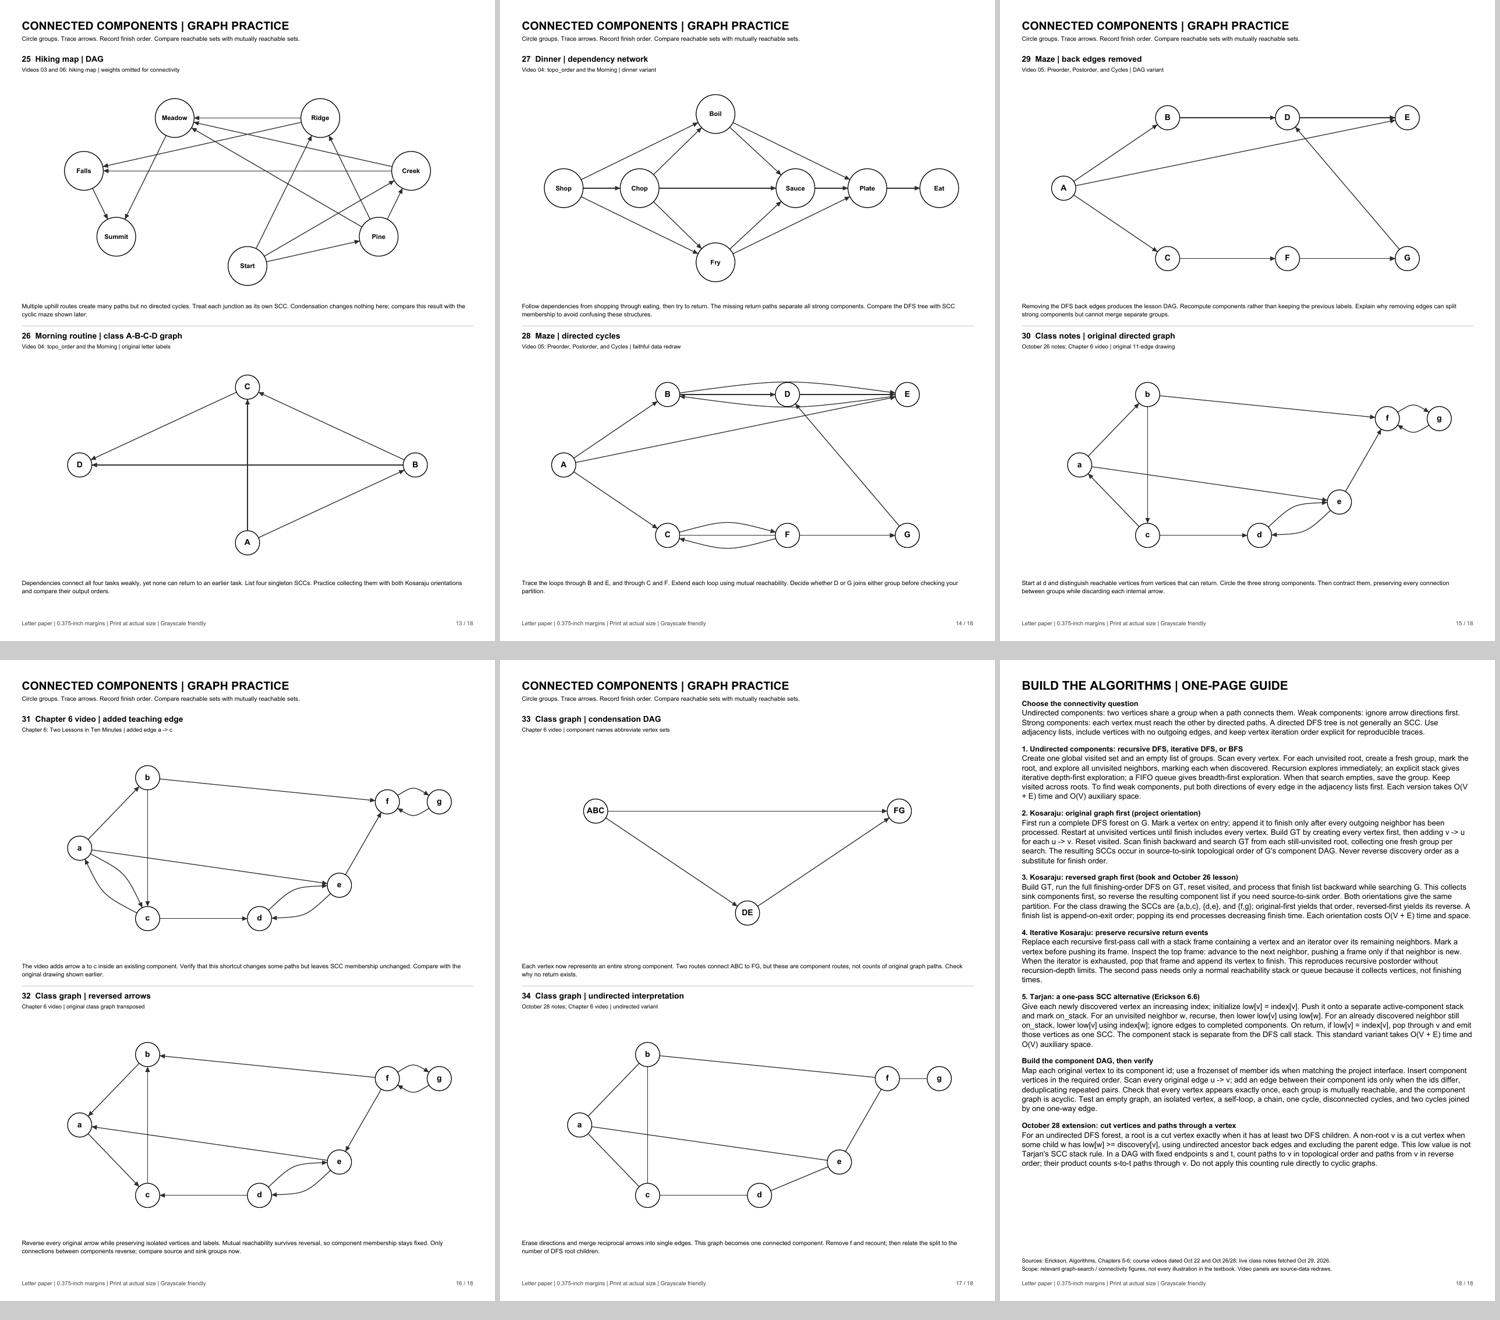 CONNECTED COMPONENTS | GRAPH PRACTICE
Circle groups. Trace arrows. Record finish order. Compare reachable sets with mutually reachable sets.
25 Hiking map | DAG
Videos 03 and 06: hiking map | weights omitted for connectivity
Meadow
Ridge
Falls
Creek
Summit
Pine
Start
Multiple uphill routes create many paths but no directed cycles. Treat each junction as its own SCC. Condensation changes nothing here; compare this result with the
cyclic maze shown later.
26 Morning routine | class A-B-C-D graph
Video 04: topo_order and the Morning | original letter labels
C
D
B
A
Dependencies connect all four tasks weakly, yet none can return to an earlier task. List four singleton SCCs. Practice collecting them with both Kosaraju orientations
and compare their output orders.
Letter paper | 0.375-inch margins | Print at actual size | Grayscale friendly
13 / 18
CONNECTED COMPONENTS | GRAPH PRACTICE
Circle groups. Trace arrows. Record finish order. Compare reachable sets with mutually reachable sets.
27 Dinner | dependency network
Video 04: topo_order and the Morning | dinner variant
Boil
Shop
Chop
Sauce
Plate
Eat
Fry
Follow dependencies from shopping through eating, then try to return. The missing return paths separate all strong components. Compare the DFS tree with SCC
membership to avoid confusing these structures.
28 Maze | directed cycles
Video 05: Preorder, Postorder, and Cycles | faithful data redraw
B
D
E
A
C
F
G
Trace the loops through B and E, and through C and F. Extend each loop using mutual reachability. Decide whether D or G joins either group before checking your
partition.
Letter paper | 0.375-inch margins | Print at actual size | Grayscale friendly
14 / 18
CONNECTED COMPONENTS | GRAPH PRACTICE
Circle groups. Trace arrows. Record finish order. Compare reachable sets with mutually reachable sets.
29 Maze | back edges removed
Video 05: Preorder, Postorder, and Cycles | DAG variant
B
D
E
A
C
F
G
Removing the DFS back edges produces the lesson DAG. Recompute components rather than keeping the previous labels. Explain why removing edges can split
strong components but cannot merge separate groups.
30 Class notes | original directed graph
October 26 notes; Chapter 6 video | original 11-edge drawing
b
f
g
a
e
c
d
Start at d and distinguish reachable vertices from vertices that can return. Circle the three strong components. Then contract them, preserving every connection
between groups while discarding each internal arrow.
Letter paper | 0.375-inch margins | Print at actual size | Grayscale friendly
15 / 18
CONNECTED COMPONENTS | GRAPH PRACTICE
Circle groups. Trace arrows. Record finish order. Compare reachable sets with mutually reachable sets.
31 Chapter 6 video | added teaching edge
Chapter 6: Two Lessons in Ten Minutes | added edge a -> c
b
f
g
a
e
c
d
The video adds arrow a to c inside an existing component. Verify that this shortcut changes some paths but leaves SCC membership unchanged. Compare with the
original drawing shown earlier.
32 Class graph | reversed arrows
Chapter 6 video | original class graph transposed
b
f
g
a
e
c
d
Reverse every original arrow while preserving isolated vertices and labels. Mutual reachability survives reversal, so component membership stays fixed. Only
connections between components reverse; compare source and sink groups now.
Letter paper | 0.375-inch margins | Print at actual size | Grayscale friendly
16 / 18
CONNECTED COMPONENTS | GRAPH PRACTICE
Circle groups. Trace arrows. Record finish order. Compare reachable sets with mutually reachable sets.
33 Class graph | condensation DAG
Chapter 6 video | component names abbreviate vertex sets
ABC
FG
DE
Each vertex now represents an entire strong component. Two routes connect ABC to FG, but these are component routes, not counts of original graph paths. Check
why no return exists.
34 Class graph | undirected interpretation
October 28 notes; Chapter 6 video | undirected variant
b
f
g
a
e
c
d
Erase directions and merge reciprocal arrows into single edges. This graph becomes one connected component. Remove f and recount; then relate the split to the
number of DFS root children.
Letter paper | 0.375-inch margins | Print at actual size | Grayscale friendly
17 / 18
BUILD THE ALGORITHMS | ONE-PAGE GUIDE
Choose the connectivity question
Undirected components: two vertices share a group when a path connects them. Weak components: ignore arrow directions first.
Strong components: each vertex must reach the other by directed paths. A directed DFS tree is not generally an SCC. Use
adjacency lists, include vertices with no outgoing edges, and keep vertex iteration order explicit for reproducible traces.
1. Undirected components: recursive DFS, iterative DFS, or BFS
Create one global visited set and an empty list of groups. Scan every vertex. For each unvisited root, create a fresh group, mark the
root, and explore all unvisited neighbors, marking each when discovered. Recursion explores immediately; an explicit stack gives
iterative depth-first exploration; a FIFO queue gives breadth-first exploration. When that search empties, save the group. Keep
visited across roots. To find weak components, put both directions of every edge in the adjacency lists first. Each version takes O(V
+ E) time and O(V) auxiliary space.
2. Kosaraju: original graph first (project orientation)
First run a complete DFS forest on G. Mark a vertex on entry; append it to finish only after every outgoing neighbor has been
processed. Restart at unvisited vertices until finish includes every vertex. Build GT by creating every vertex first, then adding v -> u
for each u -> v. Reset visited. Scan finish backward and search GT from each still-unvisited root, collecting one fresh group per
search. The resulting SCCs occur in source-to-sink topological order of G's component DAG. Never reverse discovery order as a
substitute for finish order.
3. Kosaraju: reversed graph first (book and October 26 lesson)
Build GT, run the full finishing-order DFS on GT, reset visited, and process that finish list backward while searching G. This collects
sink components first, so reverse the resulting component list if you need source-to-sink order. Both orientations give the same
partition. For the class drawing the SCCs are {a,b,c}, {d,e}, and {f,g}; original-first yields that order, reversed-first yields its reverse. A
finish list is append-on-exit order; popping its end processes decreasing finish time. Each orientation costs O(V + E) time and space.
4. Iterative Kosaraju: preserve recursive return events
Replace each recursive first-pass call with a stack frame containing a vertex and an iterator over its remaining neighbors. Mark a
vertex before pushing its frame. Inspect the top frame: advance to the next neighbor, pushing a frame only if that neighbor is new.
When the iterator is exhausted, pop that frame and append its vertex to finish. This reproduces recursive postorder without
recursion-depth limits. The second pass needs only a normal reachability stack or queue because it collects vertices, not finishing
times.
5. Tarjan: a one-pass SCC alternative (Erickson 6.6)
Give each newly discovered vertex an increasing index; initialize low[v] = index[v]. Push it onto a separate active-component stack
and mark on_stack. For an unvisited neighbor w, recurse, then lower low[v] using low[w]. For an already discovered neighbor still
on_stack, lower low[v] using index[w]; ignore edges to completed components. On return, if low[v] = index[v], pop through v and emit
those vertices as one SCC. The component stack is separate from the DFS call stack. This standard variant takes O(V + E) time and
O(V) auxiliary space.
Build the component DAG, then verify
Map each original vertex to its component id; use a frozenset of member ids when matching the project interface. Insert component
vertices in the required order. Scan every original edge u -> v; add an edge between their component ids only when the ids differ,
deduplicating repeated pairs. Check that every vertex appears exactly once, each group is mutually reachable, and the component
graph is acyclic. Test an empty graph, an isolated vertex, a self-loop, a chain, one cycle, disconnected cycles, and two cycles joined
by one one-way edge.
October 28 extension: cut vertices and paths through a vertex
For an undirected DFS forest, a root is a cut vertex exactly when it has at least two DFS children. A non-root v is a cut vertex when
some child w has low[w] >= discovery[v], using undirected ancestor back edges and excluding the parent edge. This low value is not
Tarjan's SCC stack rule. In a DAG with fixed endpoints s and t, count paths to v in topological order and paths from v in reverse
order; their product counts s-to-t paths through v. Do not apply this counting rule directly to cyclic graphs.
Sources: Erickson, Algorithms, Chapters 5-6; course videos dated Oct 22 and Oct 26/28; live class notes fetched Oct 29, 2026.
Scope: relevant graph-search / connectivity figures, not every illustration in the textbook. Video panels are source-data redraws.
Letter paper | 0.375-inch margins | Print at actual size | Grayscale friendly
18 / 18